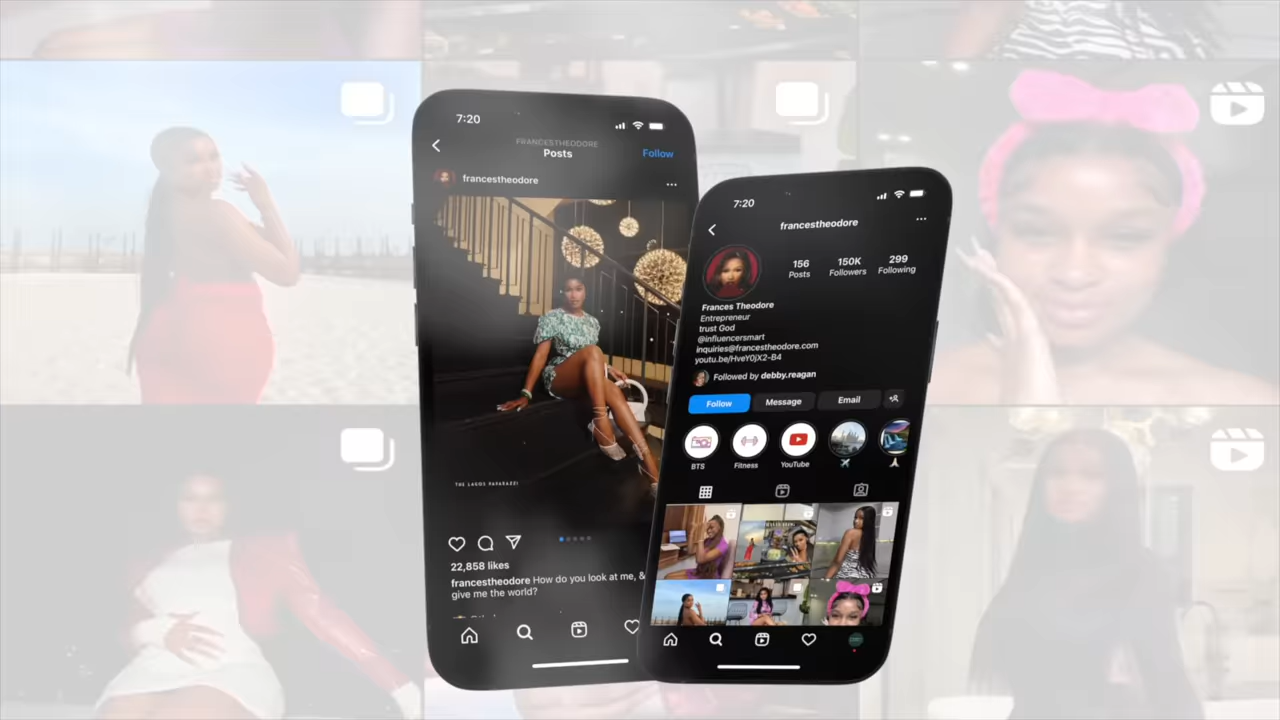 7:20
FRANCESTHEODORE
Posts
Follow
francestheodore
THE LAGOS PAPARAZZI
22,858 likes
francestheodore How do you look at me, &
give me the world?
7:20
francestheodore
156
Posts
150K
Followers
299
Following
Frances Theodore
Entrepreneur
trust God
@influencersmart
inquiries@francestheodore.com
youtu.be/HveY0jX2-B4
Followed by debby.reagan
Follow
Message
Email
BTS
Fitness
YouTube